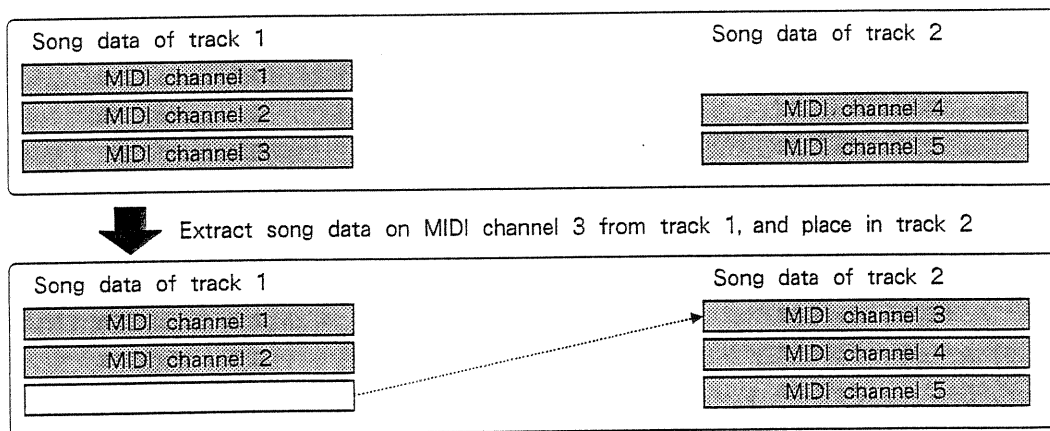 Song data of track 1
MIDI channel 1
MIDI channel 2
MIDI channel 3
Song data of track 2
MIDI channel 4
MIDI channel 5
Extract song data on MIDI channel 3 from track 1, and place in track 2
Song data of track 1
MIDI channel 1
MIDI channel 2
Song data of track 2
MIDI channel 3
MIDI channel 4
MIDI channel 5